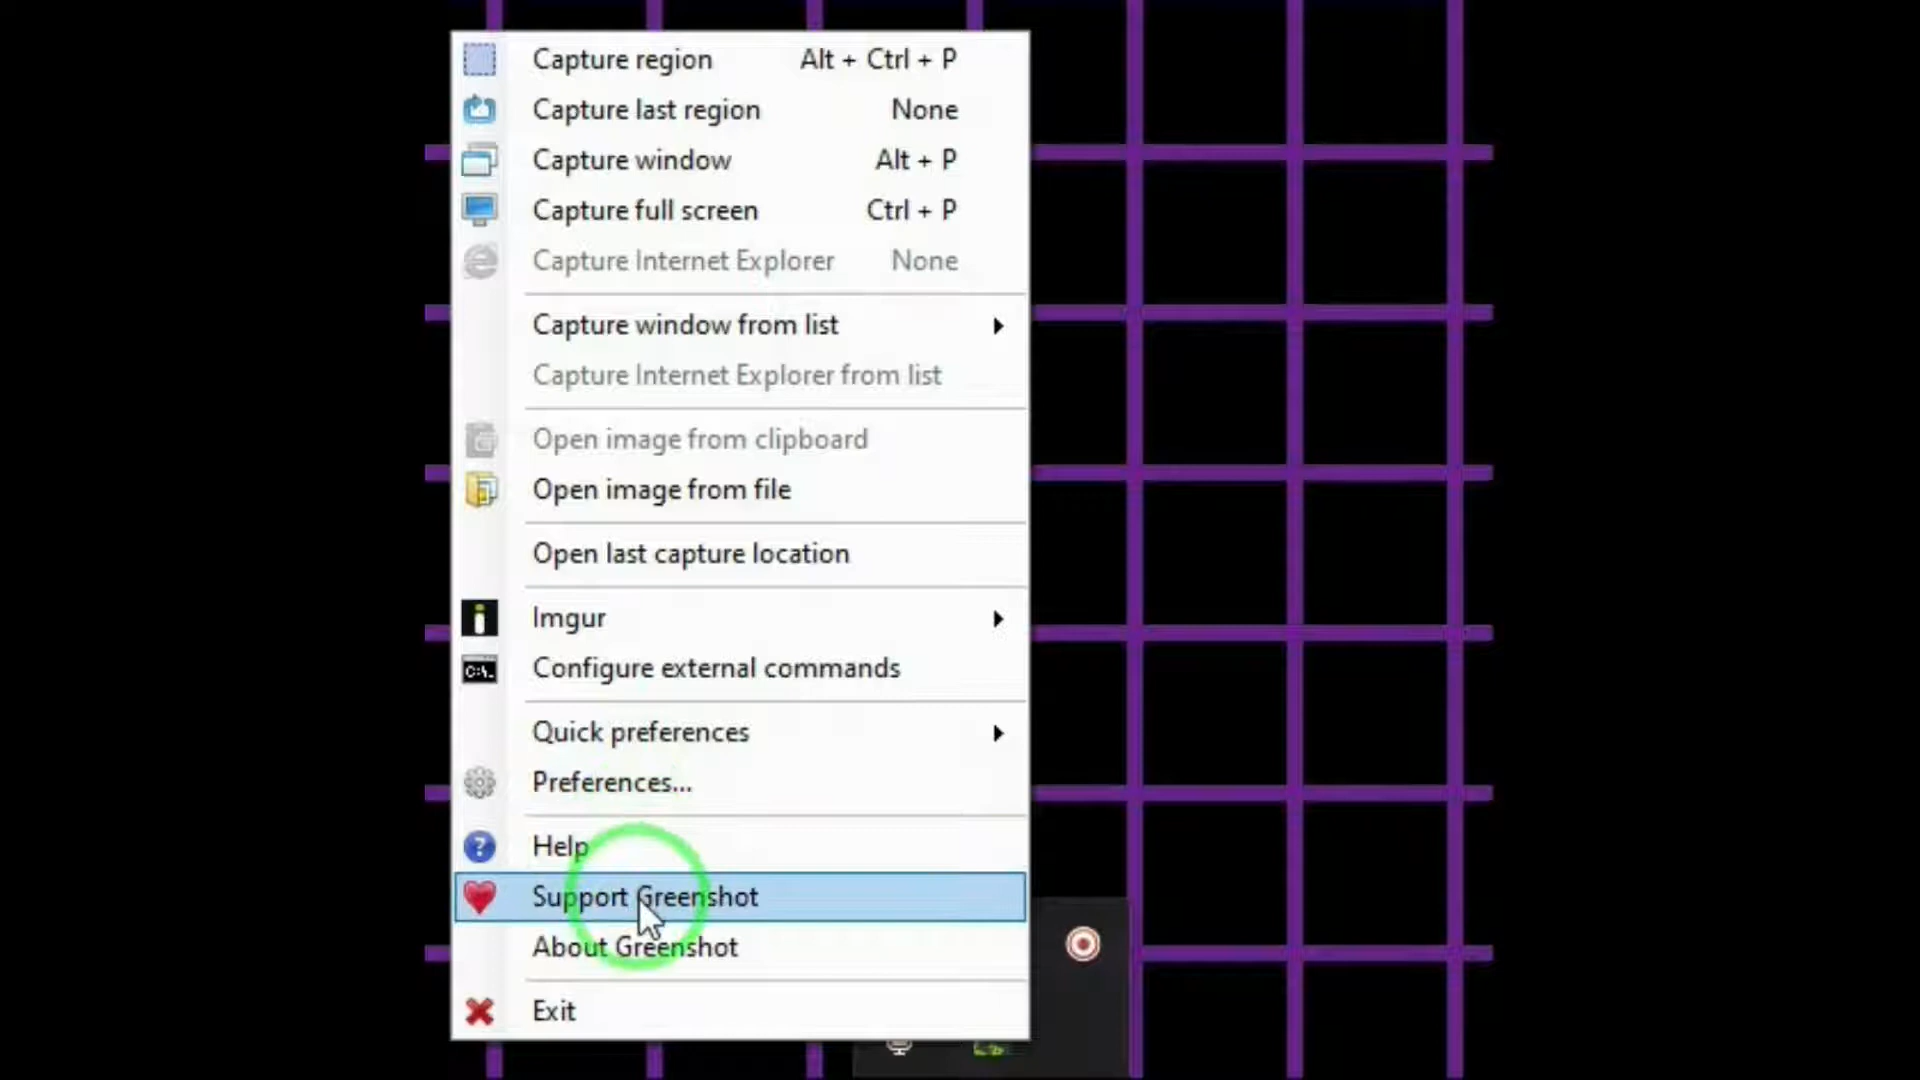 Capture region Alt + Ctrl + P
Capture last region None
Capture window Alt + P
Capture full screen Ctrl + P
Capture Internet Explorer None
Capture window from list
Capture Internet Explorer from list
Open image from clipboard
Open image from file
Open last capture location
Imgur
C:\.
Configure external commands
Quick preferences
Preferences...
? Help
Support Greenshot
About Greenshot
Exit